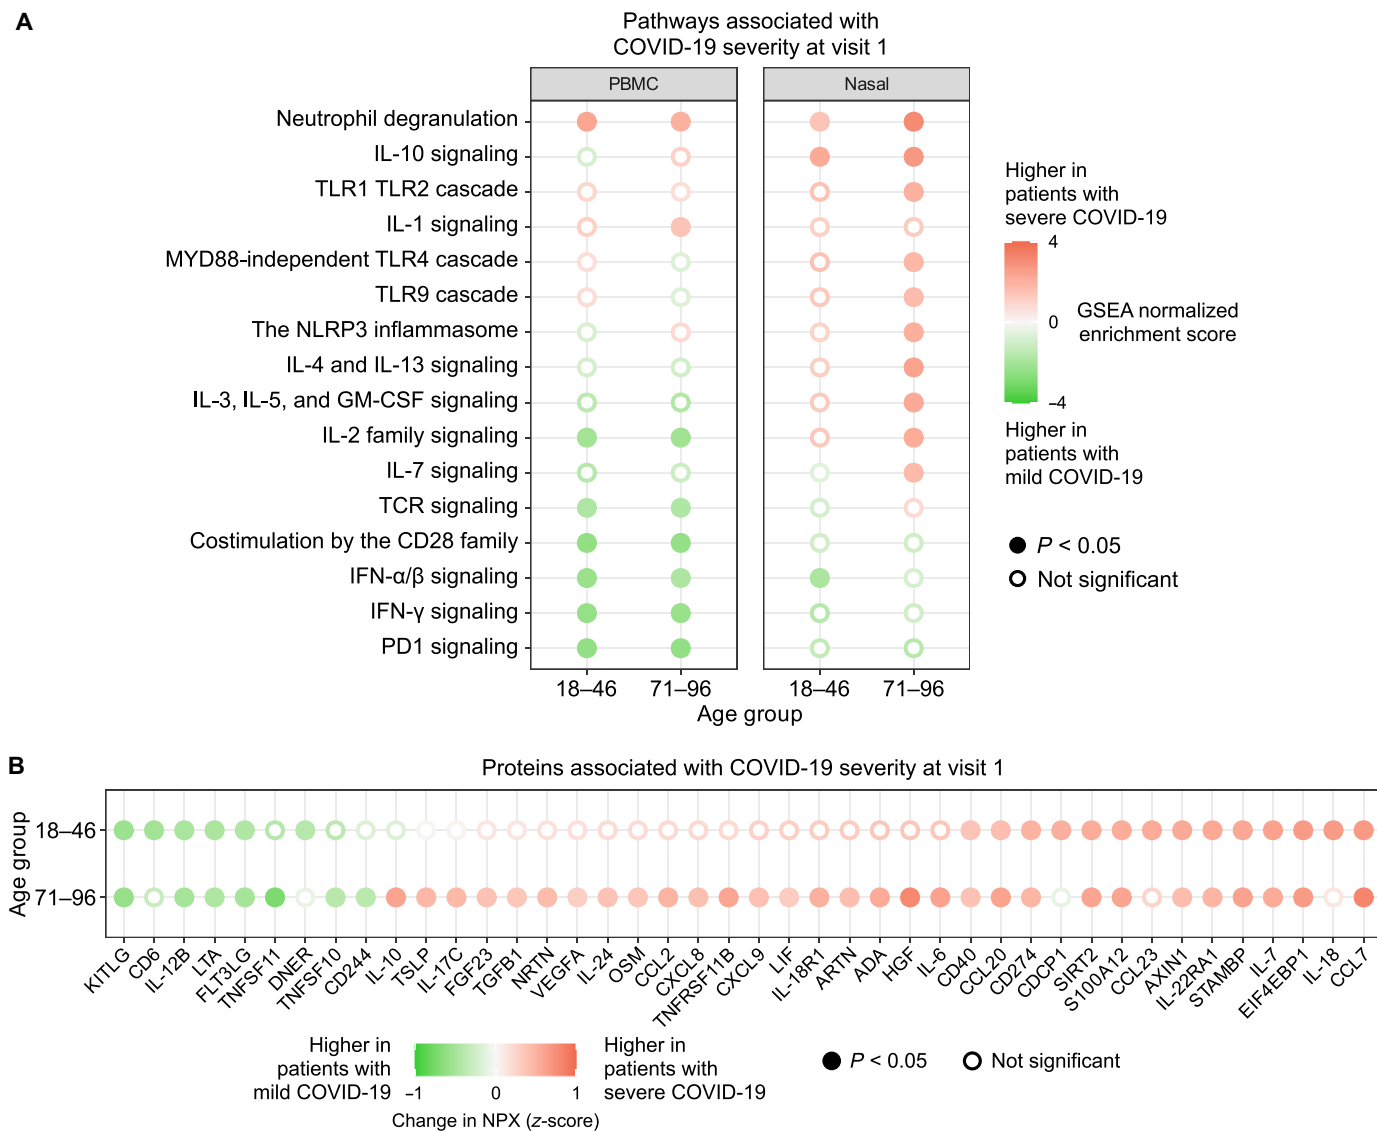 A
Pathways associated with
COVID-19 severity at visit 1
PBMC
Nasal
Neutrophil degranulation
IL-10 signaling
TLR1 TLR2 cascade
IL-1 signaling
MYD88-independent TLR4 cascade
TLR9 cascade
The NLRP3 inflammasome
IL-4 and IL-13 signaling
IL-3, IL-5, and GM-CSF signaling
IL-2 family signaling
IL-7 signaling
TCR signaling
Costimulation by the CD28 family
IFN-α/β signaling
IFN-γ signaling
PD1 signaling
18–46 71–96 18–46 71–96
Age group
Higher in
patients with
severe COVID-19
4
0
–4
GSEA normalized
enrichment score
Higher in
patients with
mild COVID-19
P < 0.05
Not significant
B
Proteins associated with COVID-19 severity at visit 1
Age group
18–46
71–96
KITLG
CD6
IL-12B
LTA
FLT3LG
TNFSF11
DNER
TNFSF10
CD244
IL-10
TSLP
IL-17C
FGF23
TGFB1
NRTN
VEGFA
IL-24
OSM
CCL2
CXCL8
TNFRSF11B
CXCL9
LIF
IL-18R1
ARTN
ADA
HGF
IL-6
CD40
CCL20
CD274
CDCP1
SIRT2
S100A12
CCL23
AXIN1
IL-22RA1
STAMBP
IL-7
EIF4EBP1
IL-18
CCL7
Higher in
patients with
mild COVID-19
–1 0 1
Change in NPX (z-score)
Higher in
patients with
severe COVID-19
P < 0.05
Not significant